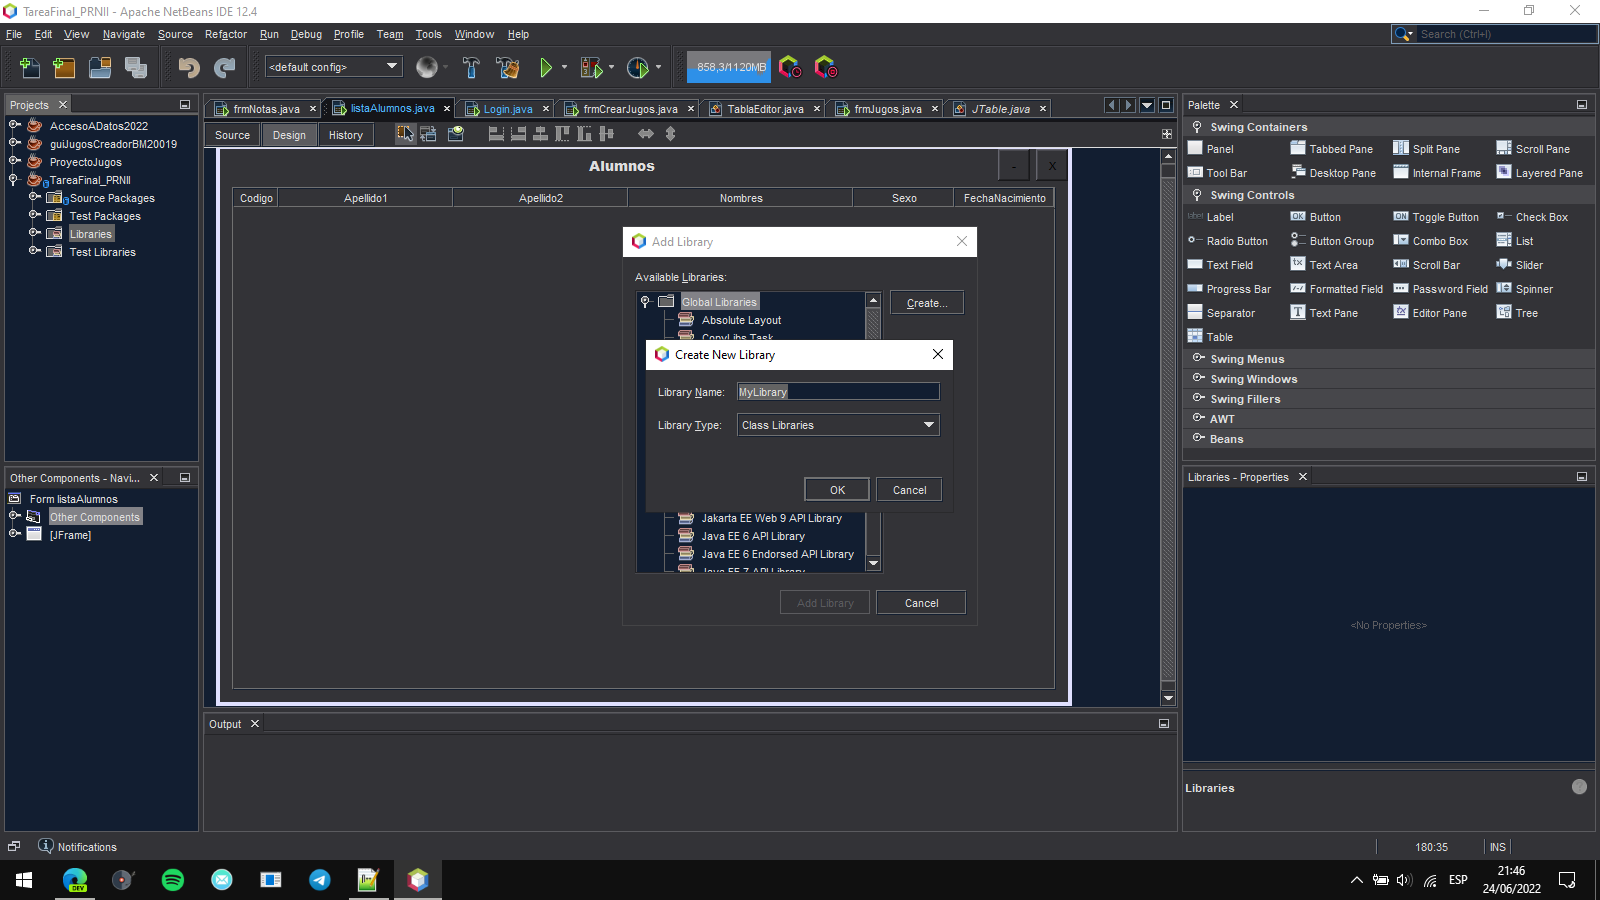 TareaFinal_PRNII - Apache NetBeans IDE 12.4
File Edit View Navigate Source Refactor Run Debug Profile Team Tools Window Help
Search (Ctrl+I)
<default config>
858,3/1120MB
Projects
AccesoADatos2022
guiJugosCreadorBM20019
ProyectoJugos
TareaFinal_PRNII
Source Packages
Test Packages
Libraries
Test Libraries
Other Components - Navi...
Form listaAlumnos
Other Components
[JFrame]
frmNotas.java listaAlumnos.java Login.java frmCrearJugos.java TablaEditor.java frmJugos.java JTable.java
Source Design History
Alumnos
- X
Codigo Apellido1 Apellido2 Nombres Sexo FechaNacimiento
Add Library
Available Libraries:
Global Libraries
Create...
Absolute Layout
CopyLibs Task
Create New Library
Library Name: MyLibrary
Library Type: Class Libraries
OK Cancel
Jakarta EE Web 9 API Library
Java EE 6 API Library
Java EE 6 Endorsed API Library
Java EE 7 API Library
Add Library Cancel
Output
Palette
Swing Containers
Panel Tabbed Pane Split Pane Scroll Pane
Tool Bar Desktop Pane Internal Frame Layered Pane
Swing Controls
Label Button Toggle Button Check Box
Radio Button Button Group Combo Box List
Text Field Text Area Scroll Bar Slider
Progress Bar Formatted Field Password Field Spinner
Separator Text Pane Editor Pane Tree
Table
Swing Menus
Swing Windows
Swing Fillers
AWT
Beans
Libraries - Properties
<No Properties>
Libraries
Notifications
180:35 INS
DEV
ESP
21:46
24/06/2022